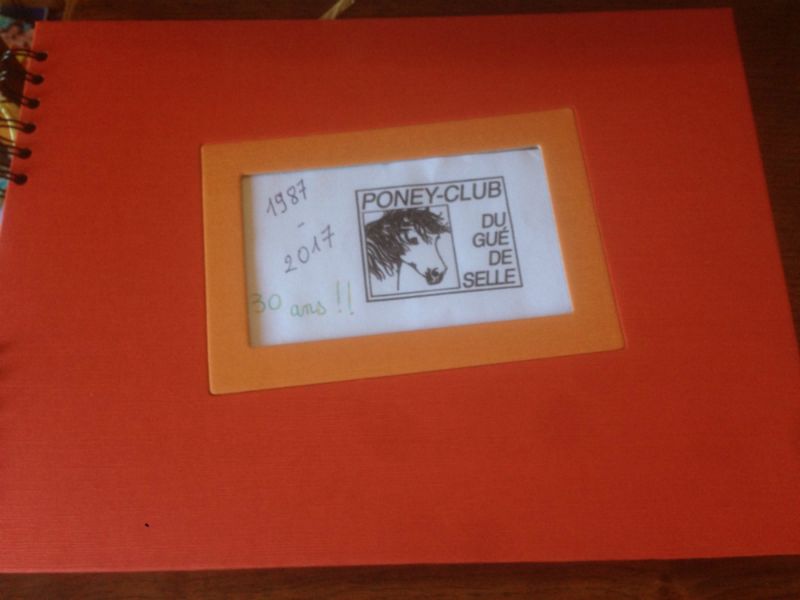 1987
-
2017
30 ans !!
PONEY-CLUB
DU
GUÉ
DE
SELLE